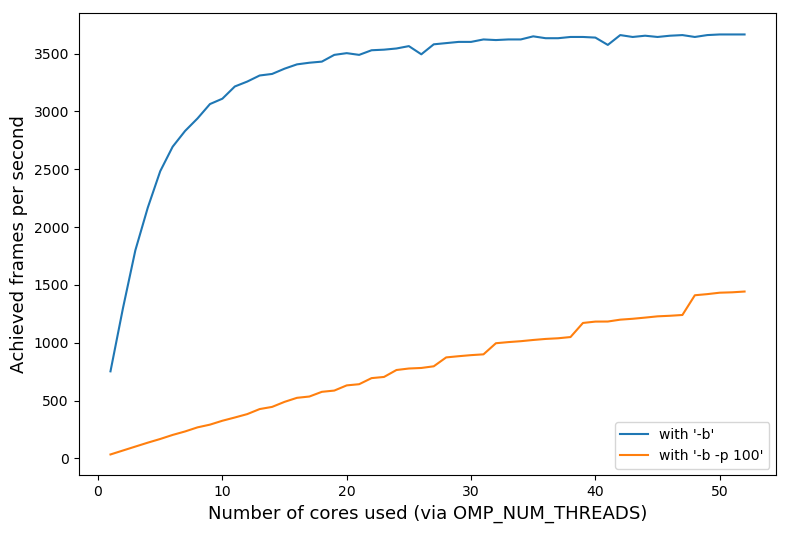 Achieved frames per second
3500
3000
2500
2000
1500
1000
500
0
0 10 20 30 40 50
Number of cores used (via OMP_NUM_THREADS)
with '-b'
with '-b -p 100'